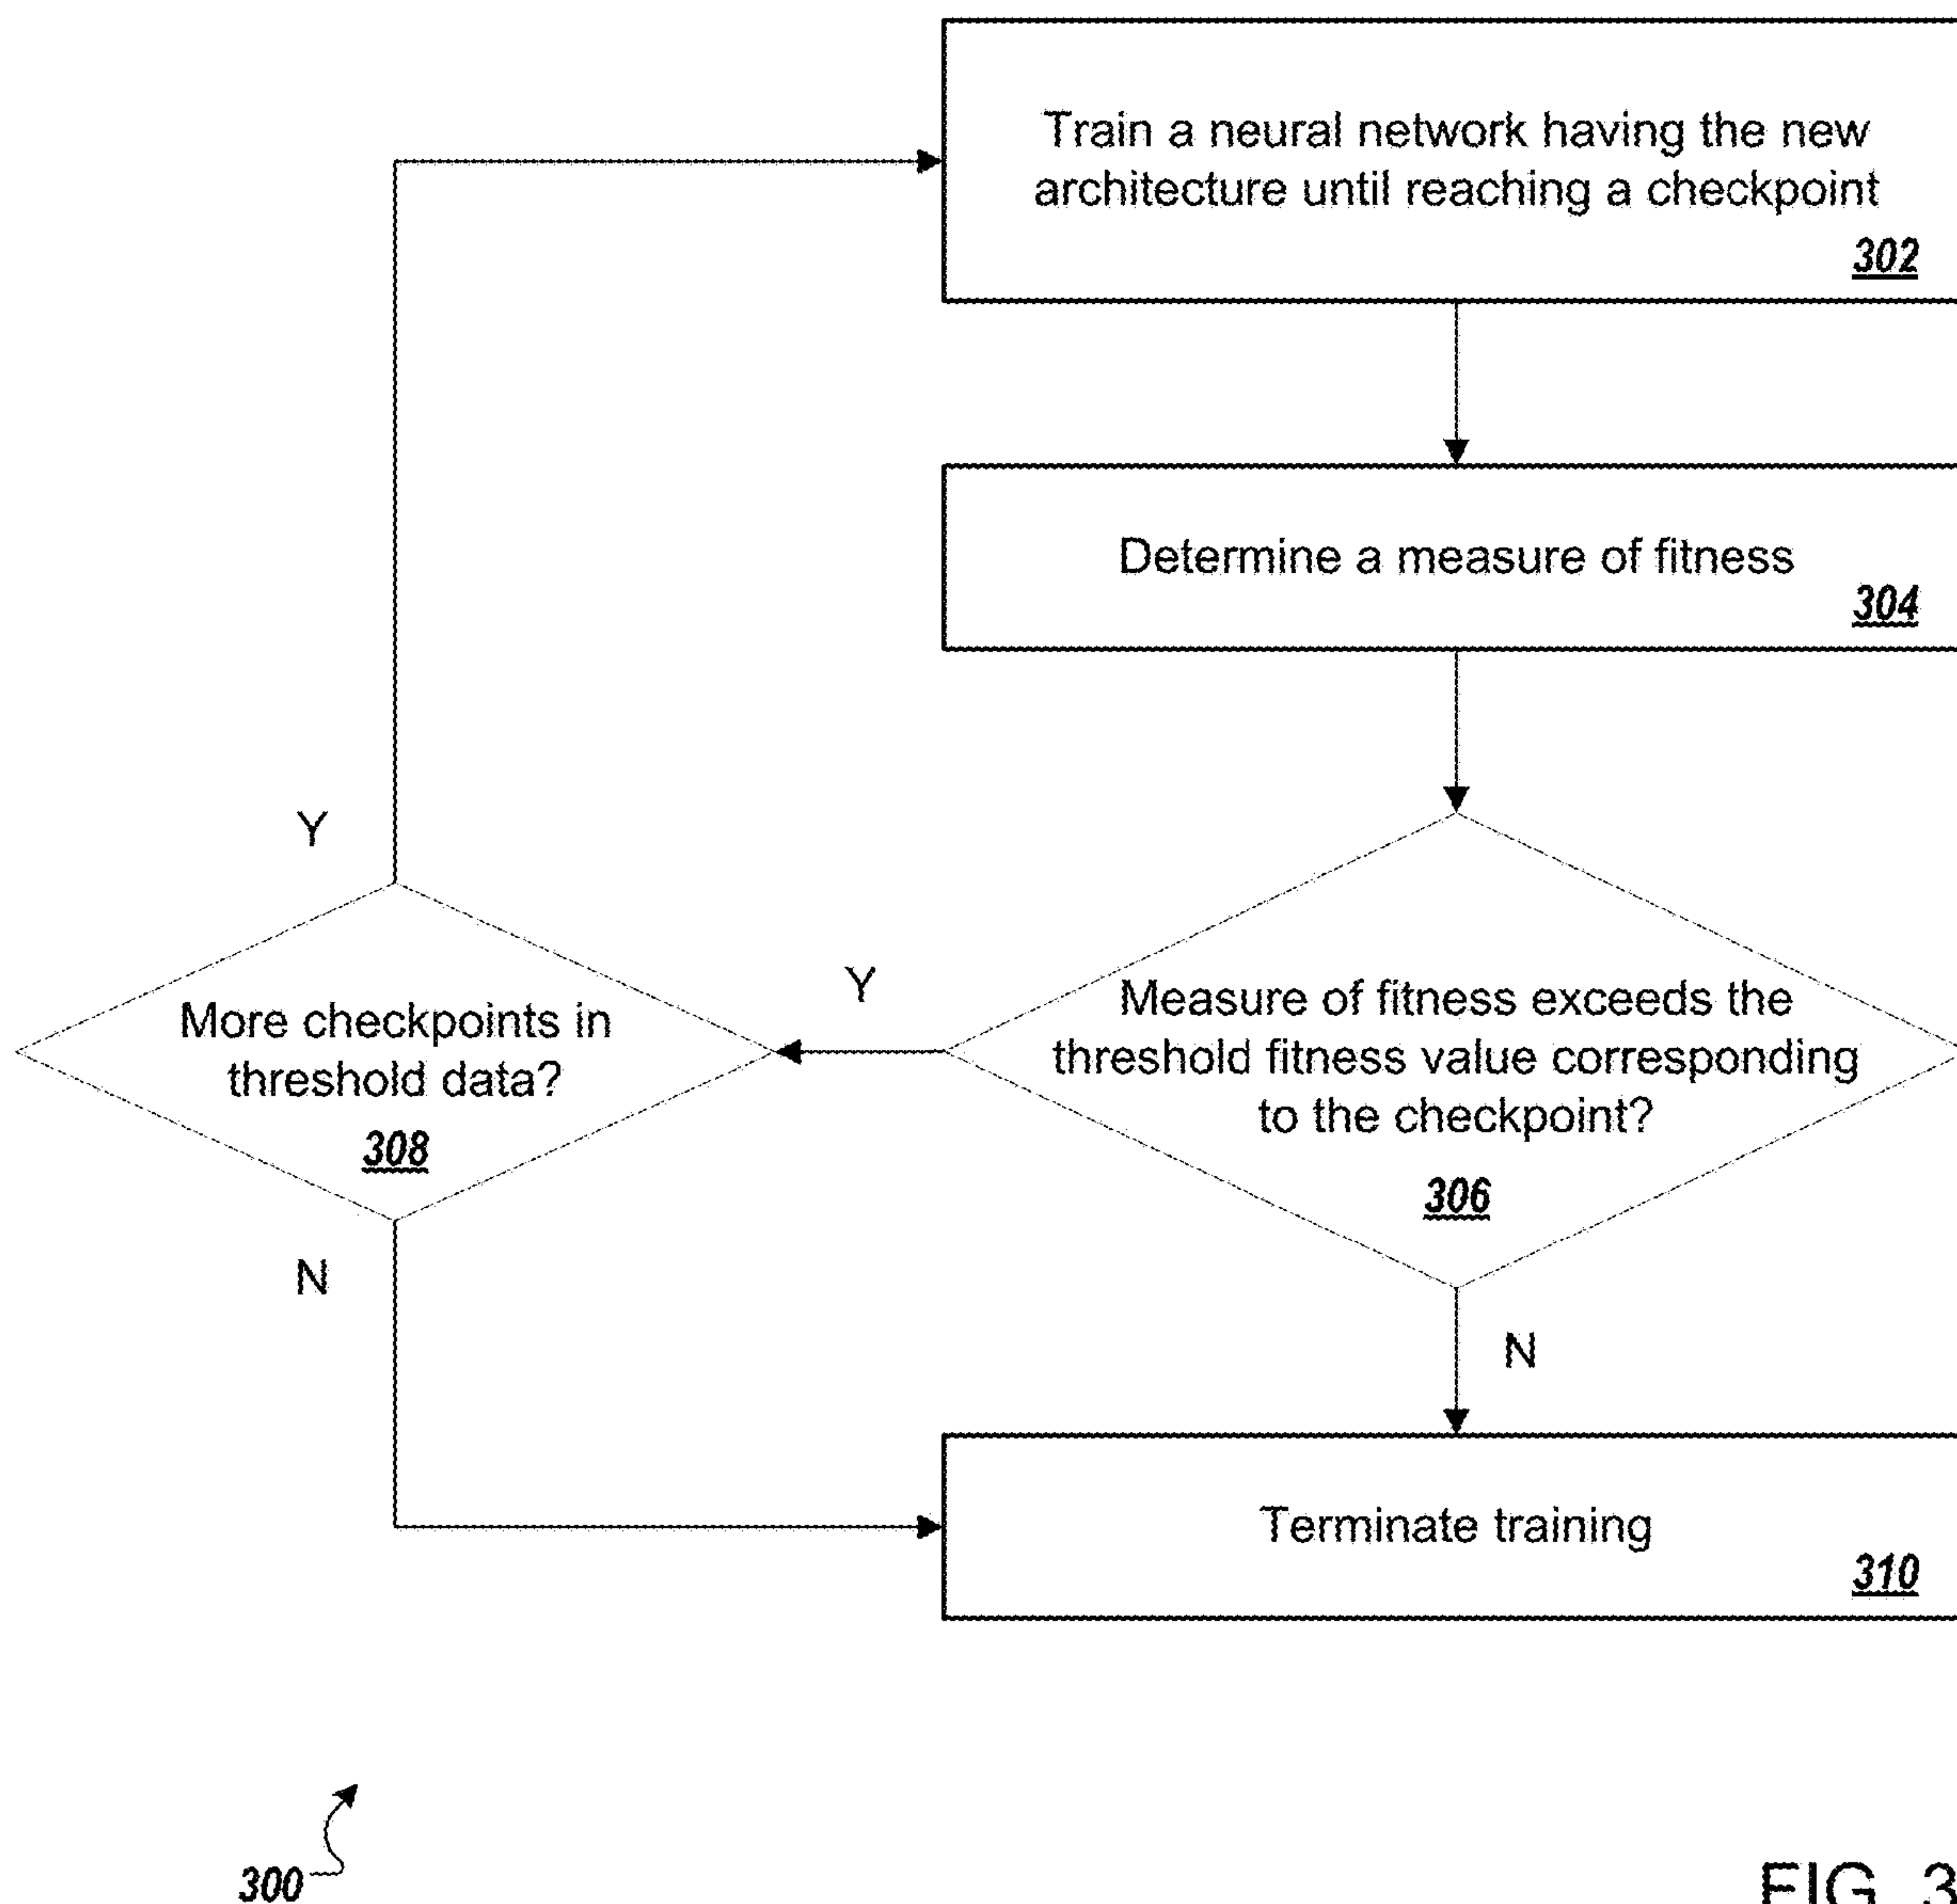 Train a neural network having the new
architecture until reaching a checkpoint
302
Determine a measure of fitness
304
Y
Y
More checkpoints in
threshold data?
308
Measure of fitness exceeds the
threshold fitness value corresponding
to the checkpoint?
306
N
N
Terminate training
310
300
FIG. 3